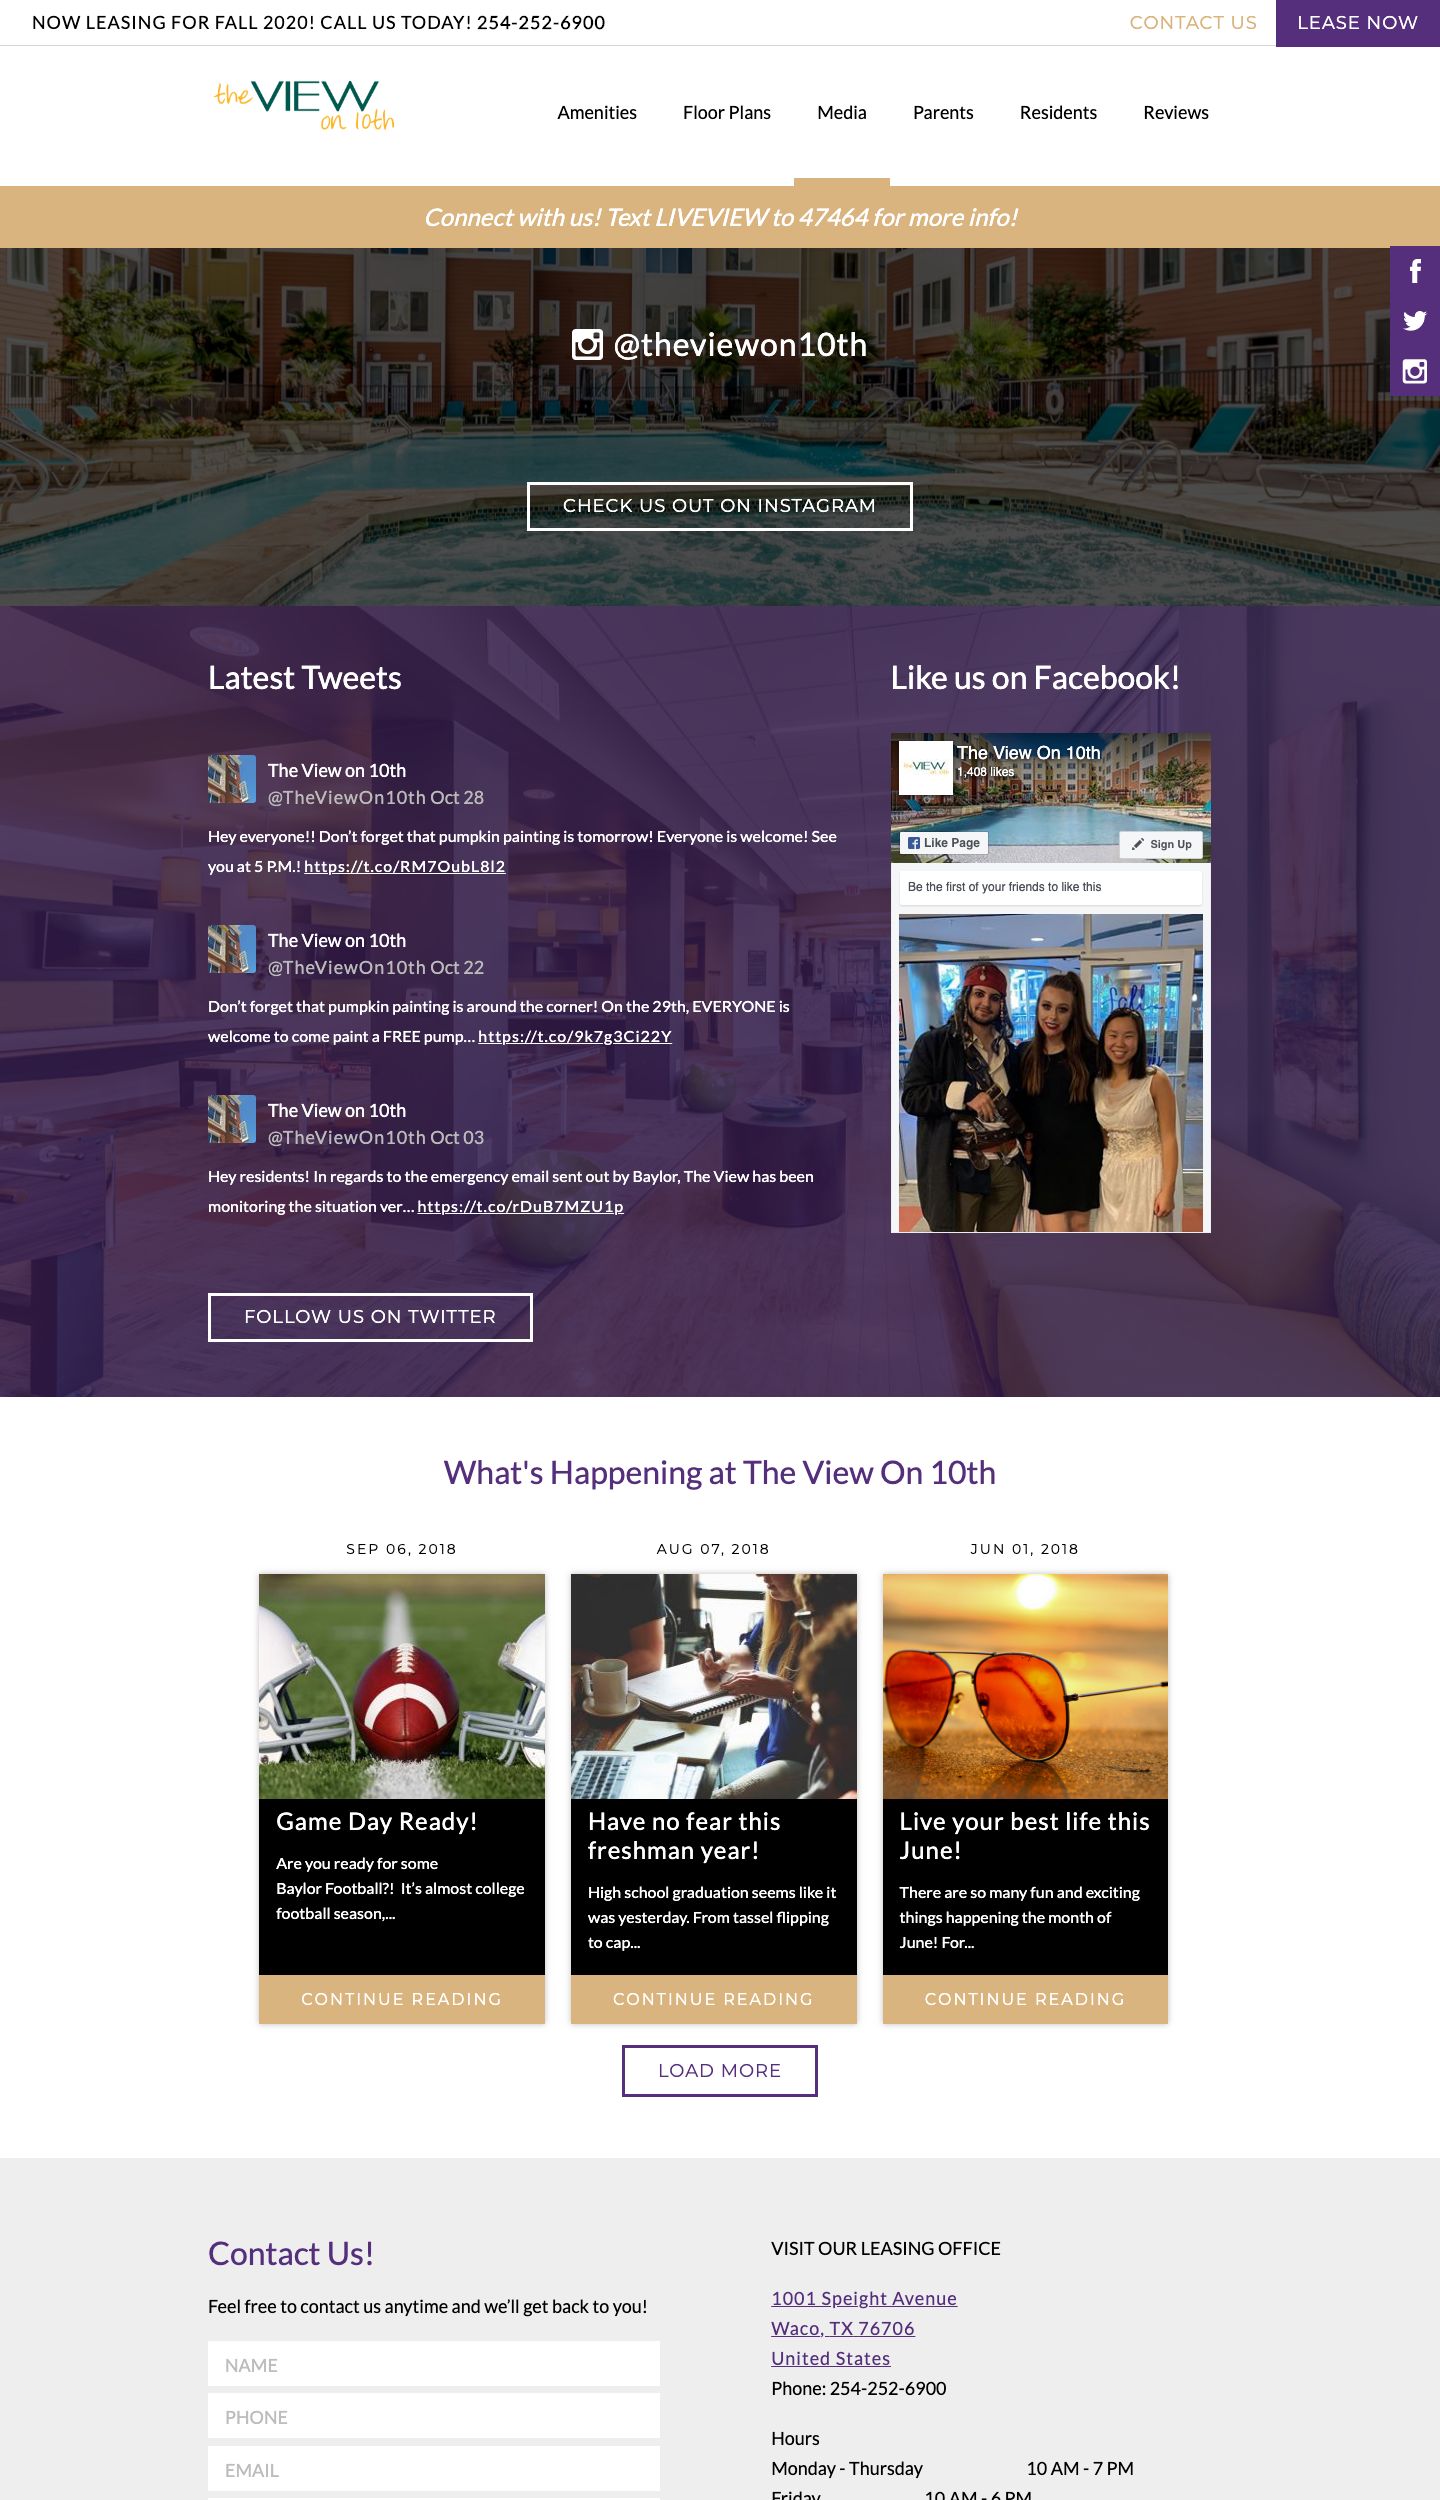 NOW LEASING FOR FALL 2020! CALL US TODAY! 254-252-6900
CONTACT US
LEASE NOW
the VIEW
on 10th
Amenities
Floor Plans
Media
Parents
Residents
Reviews
Connect with us! Text LIVEVIEW to 47464 for more info!
@theviewon10th
CHECK US OUT ON INSTAGRAM
Latest Tweets
The View on 10th
@TheViewOn10th Oct 28
Hey everyone!! Don’t forget that pumpkin painting is tomorrow! Everyone is welcome! See
you at 5 P.M.! https://t.co/RM7OubL8l2
The View on 10th
@TheViewOn10th Oct 22
Don’t forget that pumpkin painting is around the corner! On the 29th, EVERYONE is
welcome to come paint a FREE pump… https://t.co/9k7g3Ci22Y
The View on 10th
@TheViewOn10th Oct 03
Hey residents! In regards to the emergency email sent out by Baylor, The View has been
monitoring the situation ver… https://t.co/rDuB7MZU1p
FOLLOW US ON TWITTER
Like us on Facebook!
the VIEW
on 10th
The View On 10th
1,408 likes
Like Page
Sign Up
Be the first of your friends to like this
fall
What's Happening at The View On 10th
SEP 06, 2018
Game Day Ready!
Are you ready for some
Baylor Football?!  It’s almost college
football season,...
CONTINUE READING
AUG 07, 2018
Have no fear this
freshman year!
High school graduation seems like it
was yesterday. From tassel flipping
to cap...
CONTINUE READING
JUN 01, 2018
Live your best life this
June!
There are so many fun and exciting
things happening the month of
June! For...
CONTINUE READING
LOAD MORE
Contact Us!
Feel free to contact us anytime and we’ll get back to you!
NAME
PHONE
EMAIL
VISIT OUR LEASING OFFICE
1001 Speight Avenue
Waco, TX 76706
United States
Phone: 254-252-6900
Hours
Monday - Thursday 10 AM - 7 PM
Friday 10 AM - 6 PM